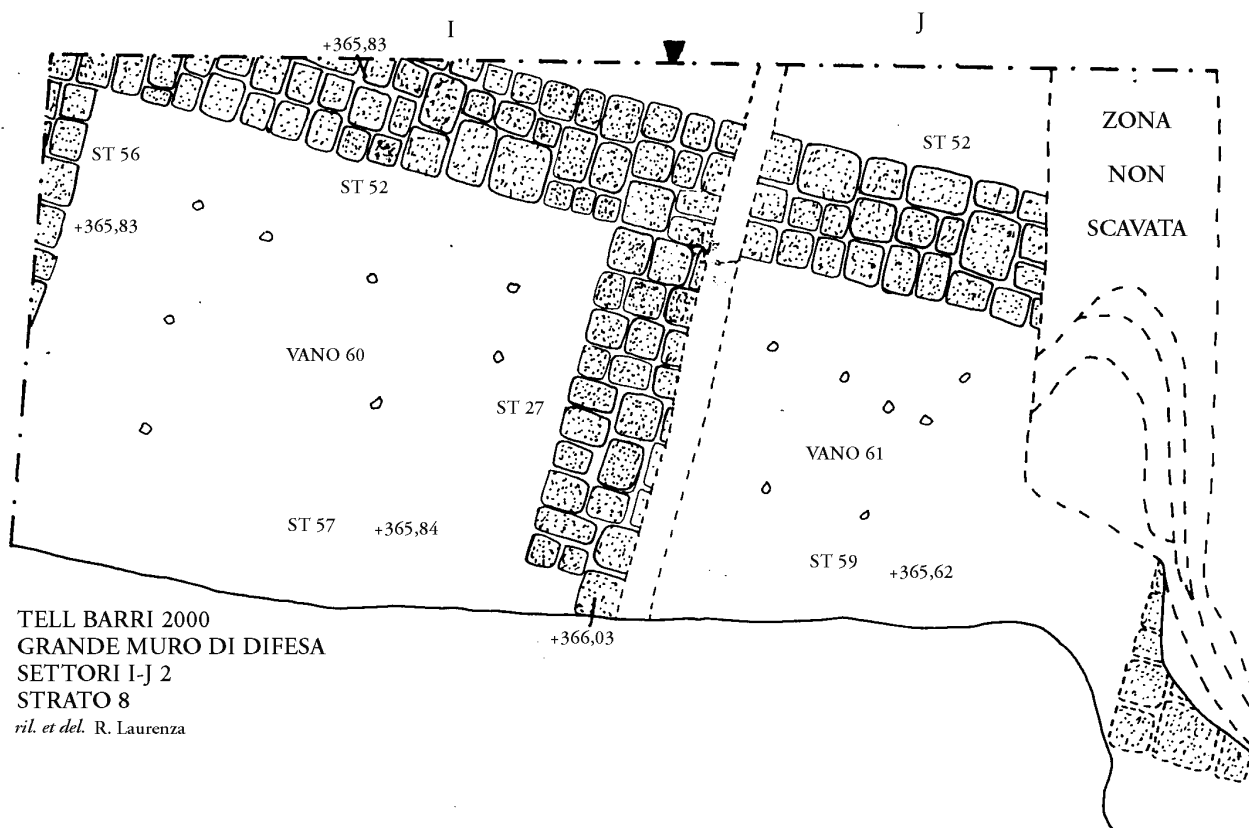 I
J
+365,83
ZONA
NON
SCAVATA
ST 56
ST 52
ST 52
+365,83
VANO 60
ST 27
VANO 61
ST 57
+365,84
ST 59
+365,62
+366,03
TELL BARRI 2000
GRANDE MURO DI DIFESA
SETTORI I-J 2
STRATO 8
ril. et del. R. Laurenza